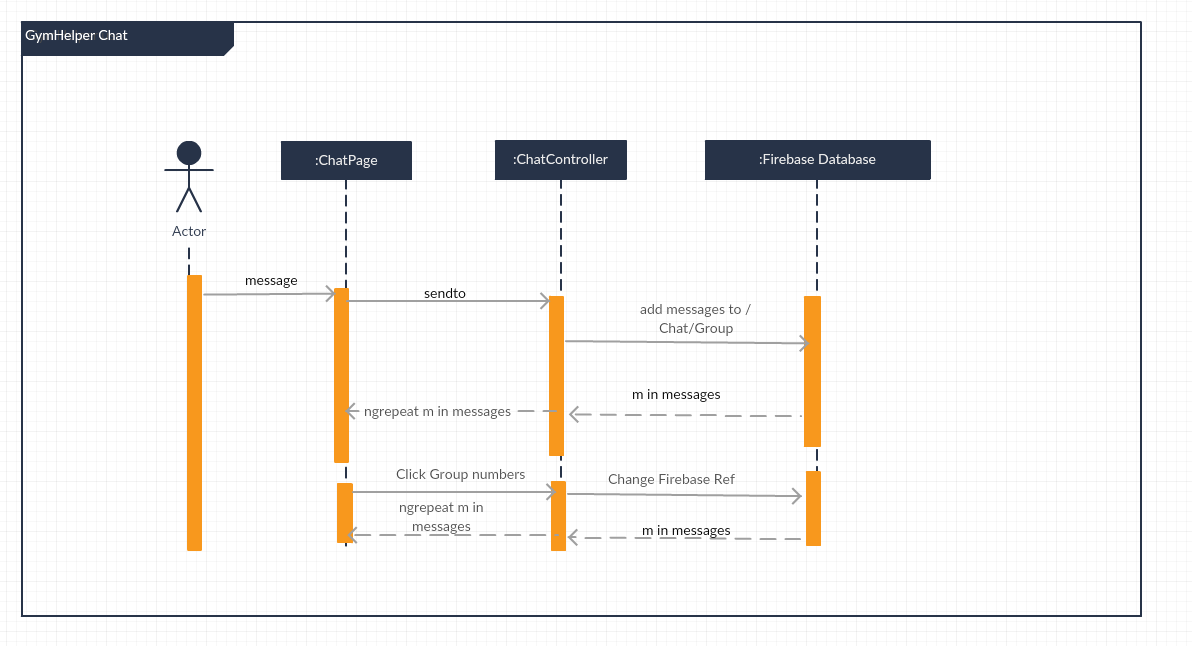 GymHelper Chat
:ChatPage
:ChatController
:Firebase Database
Actor
message
sendto
add messages to /
Chat/Group
m in messages
ngrepeat m in messages
Click Group numbers
Change Firebase Ref
ngrepeat m in
messages
m in messages